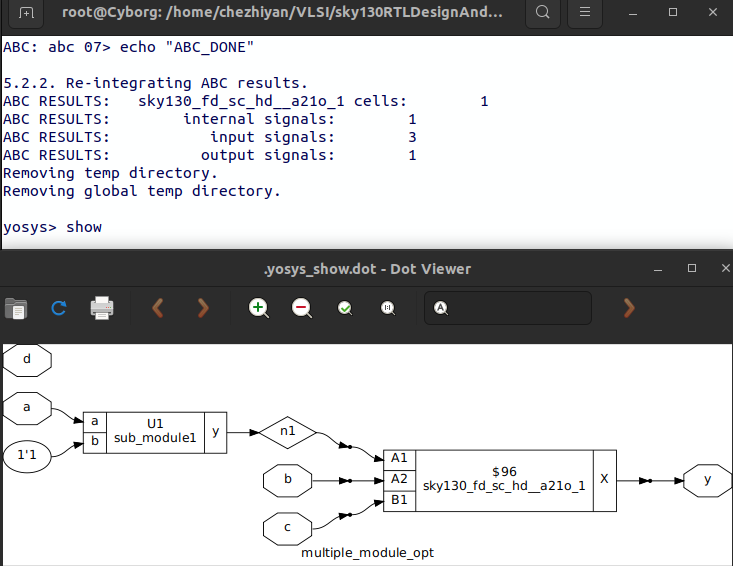 root@Cyborg: /home/chezhiyan/VLSI/sky130RTLDesignAnd...
ABC: abc 07> echo "ABC_DONE"
5.2.2. Re-integrating ABC results.
ABC RESULTS:   sky130_fd_sc_hd__a21o_1 cells:        1
ABC RESULTS:        internal signals:        1
ABC RESULTS:           input signals:        3
ABC RESULTS:          output signals:        1
Removing temp directory.
Removing global temp directory.
yosys> show
.yosys_show.dot - Dot Viewer
d
a
1'1
a
b
U1
sub_module1
y
n1
b
c
A1
A2
B1
$96
sky130_fd_sc_hd__a21o_1
X
y
multiple_module_opt